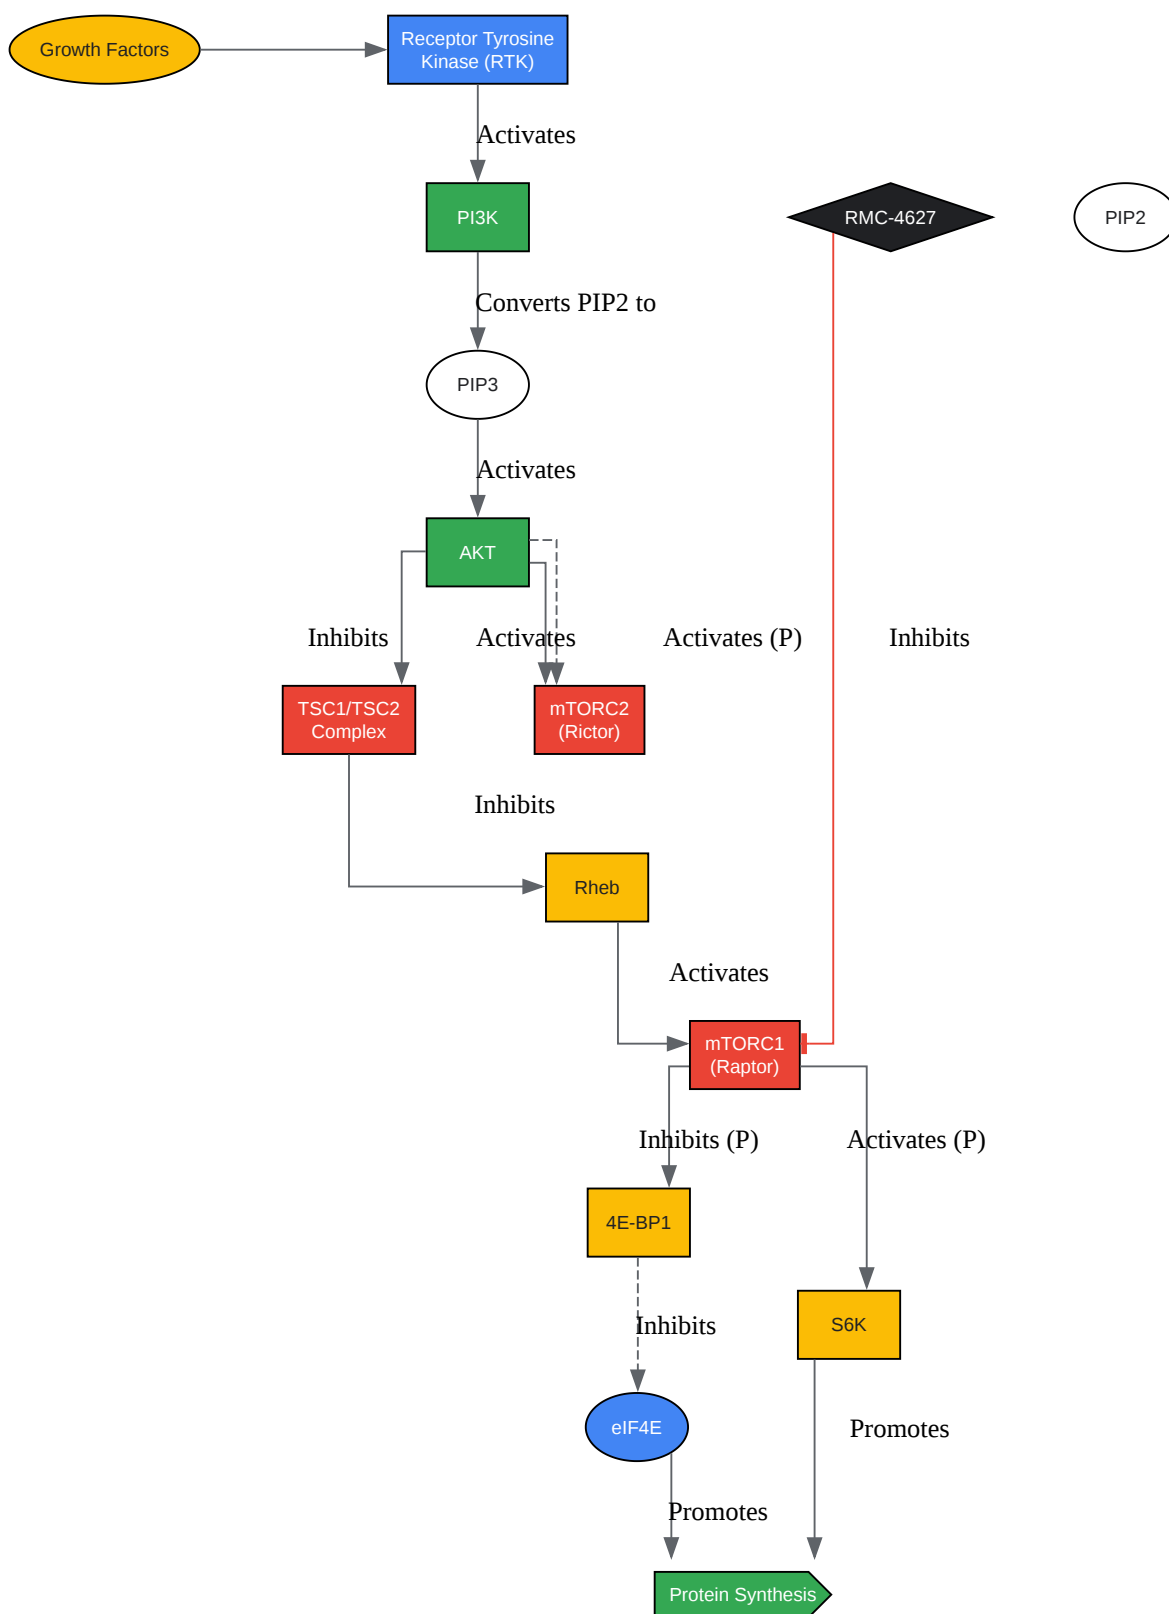 Growth Factors
Receptor Tyrosine
Kinase (RTK)
Activates
PI3K
RMC-4627
PIP2
Converts PIP2 to
PIP3
Activates
AKT
Inhibits
Activates
Activates (P)
Inhibits
TSC1/TSC2
Complex
mTORC2
(Rictor)
Inhibits
Rheb
Activates
mTORC1
(Raptor)
Inhibits (P)
Activates (P)
4E-BP1
S6K
Inhibits
eIF4E
Promotes
Promotes
Protein Synthesis